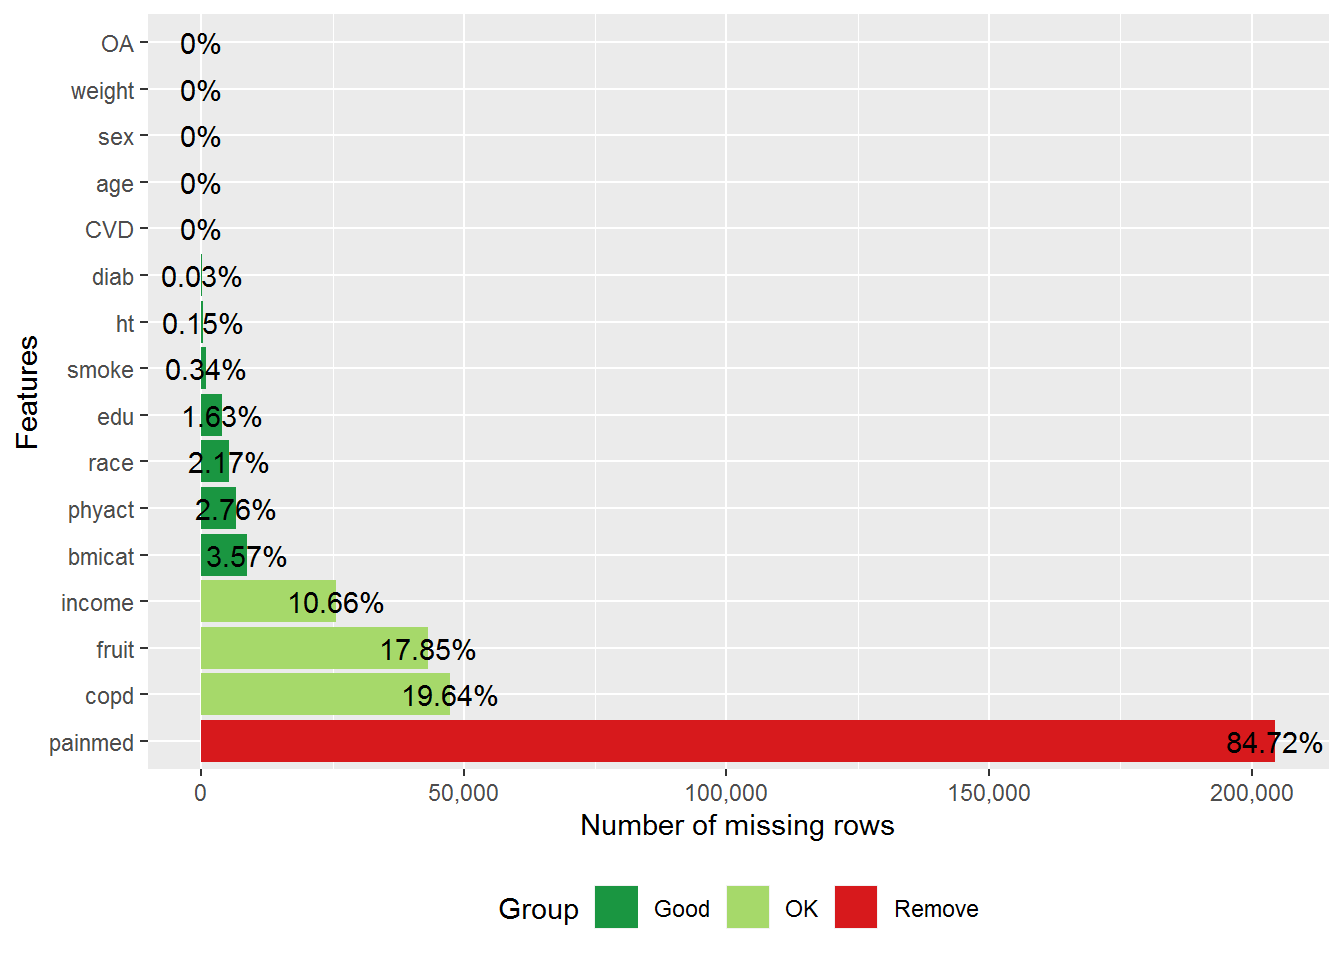 OA 0%
weight 0%
sex 0%
age 0%
CVD 0%
diab 0.03%
ht 0.15%
smoke 0.34%
edu 1.63%
race 2.17%
phyact 2.76%
bmicat 3.57%
income 10.66%
fruit 17.85%
copd 19.64%
painmed 84.72%
Features
0 50,000 100,000 150,000 200,000
Number of missing rows
Group Good OK Remove